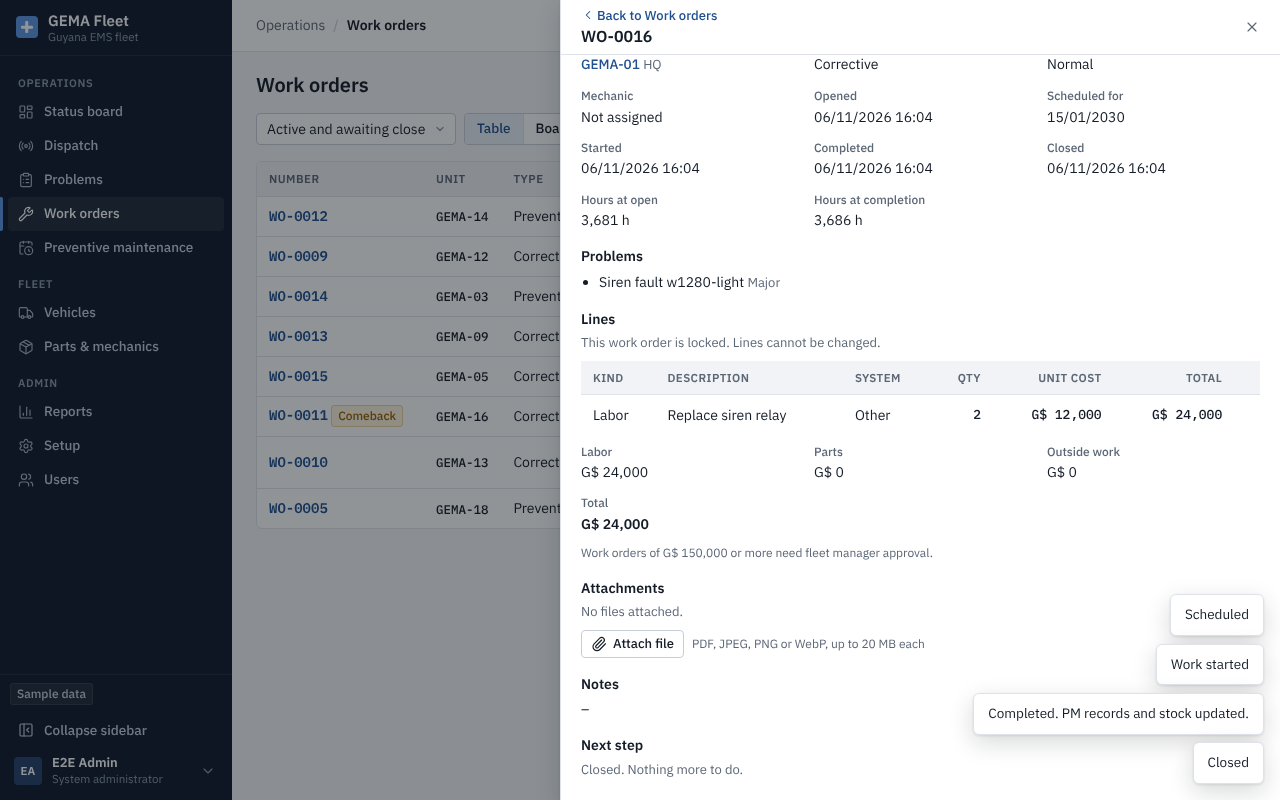 GEMA Fleet
Guyana EMS fleet
OPERATIONS
Status board
Dispatch
Problems
Work orders
Preventive maintenance
FLEET
Vehicles
Parts & mechanics
ADMIN
Reports
Setup
Users
Sample data
Collapse sidebar
EA E2E Admin
System administrator
Operations / Work orders
Work orders
Active and awaiting close Table Boa
NUMBER UNIT TYPE
WO-0012 GEMA-14 Prevent
WO-0009 GEMA-12 Correct
WO-0014 GEMA-03 Prevent
WO-0013 GEMA-09 Correct
WO-0015 GEMA-05 Correct
WO-0011 Comeback GEMA-16 Correct
WO-0010 GEMA-13 Correct
WO-0005 GEMA-18 Prevent
Back to Work orders
WO-0016
GEMA-01 HQ Corrective Normal
Mechanic Opened Scheduled for
Not assigned 06/11/2026 16:04 15/01/2030
Started Completed Closed
06/11/2026 16:04 06/11/2026 16:04 06/11/2026 16:04
Hours at open Hours at completion
3,681 h 3,686 h
Problems
• Siren fault w1280-light Major
Lines
This work order is locked. Lines cannot be changed.
KIND DESCRIPTION SYSTEM QTY UNIT COST TOTAL
Labor Replace siren relay Other 2 G$ 12,000 G$ 24,000
Labor Parts Outside work
G$ 24,000 G$ 0 G$ 0
Total
G$ 24,000
Work orders of G$ 150,000 or more need fleet manager approval.
Attachments
No files attached.
Attach file PDF, JPEG, PNG or WebP, up to 20 MB each
Notes
–
Next step
Closed. Nothing more to do.
Scheduled
Work started
Completed. PM records and stock updated.
Closed